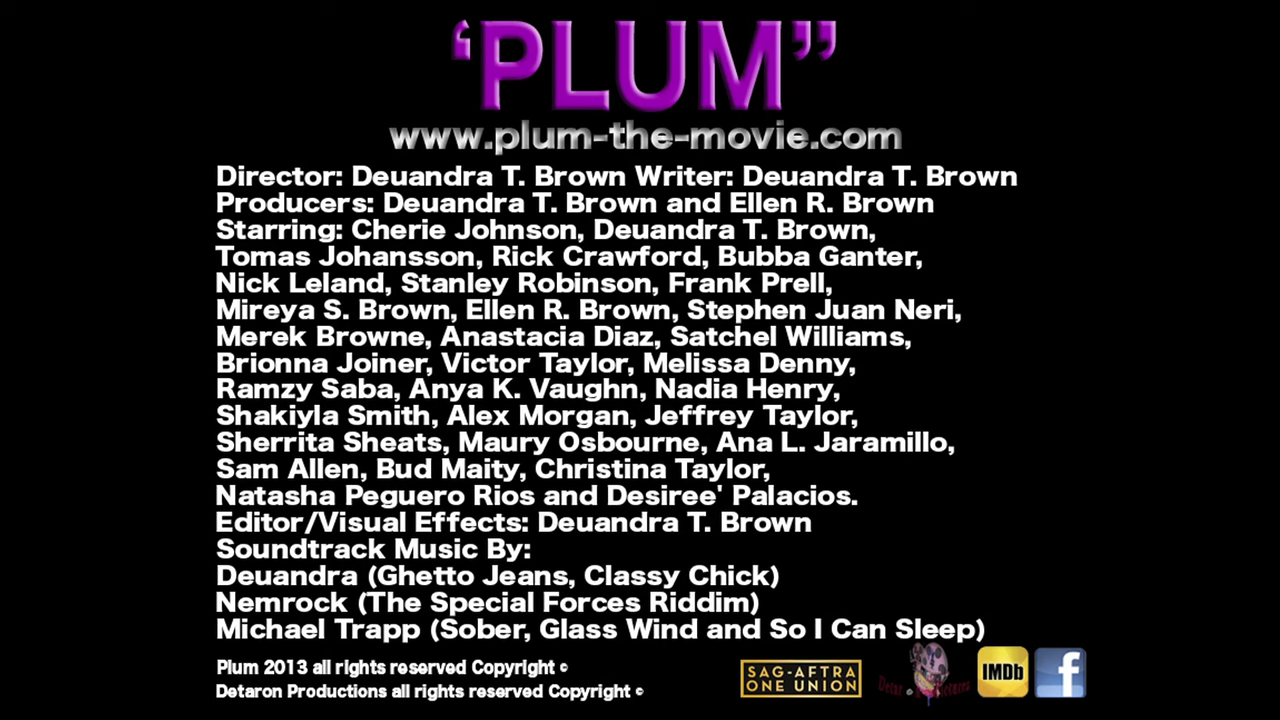 ‘PLUM”
www.plum-the-movie.com
Director: Deuandra T. Brown Writer: Deuandra T. Brown
Producers: Deuandra T. Brown and Ellen R. Brown
Starring: Cherie Johnson, Deuandra T. Brown,
Tomas Johansson, Rick Crawford, Bubba Ganter,
Nick Leland, Stanley Robinson, Frank Prell,
Mireya S. Brown, Ellen R. Brown, Stephen Juan Neri,
Merek Browne, Anastacia Diaz, Satchel Williams,
Brionna Joiner, Victor Taylor, Melissa Denny,
Ramzy Saba, Anya K. Vaughn, Nadia Henry,
Shakiyla Smith, Alex Morgan, Jeffrey Taylor,
Sherrita Sheats, Maury Osbourne, Ana L. Jaramillo,
Sam Allen, Bud Maity, Christina Taylor,
Natasha Peguero Rios and Desiree' Palacios.
Editor/Visual Effects: Deuandra T. Brown
Soundtrack Music By:
Deuandra (Ghetto Jeans, Classy Chick)
Nemrock (The Special Forces Riddim)
Michael Trapp (Sober, Glass Wind and So I Can Sleep)
Plum 2013 all rights reserved Copyright ©
Detaron Productions all rights reserved Copyright ©
SAG-AFTRA
ONE UNION
IMDb
f